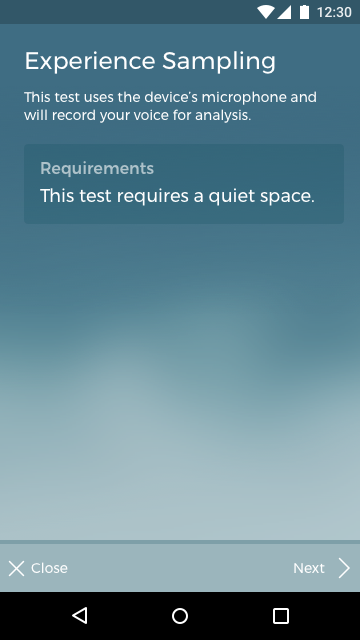 12:30
Experience Sampling
This test uses the device's microphone and
will record your voice for analysis.
Requirements
This test requires a quiet space.
Close
Next